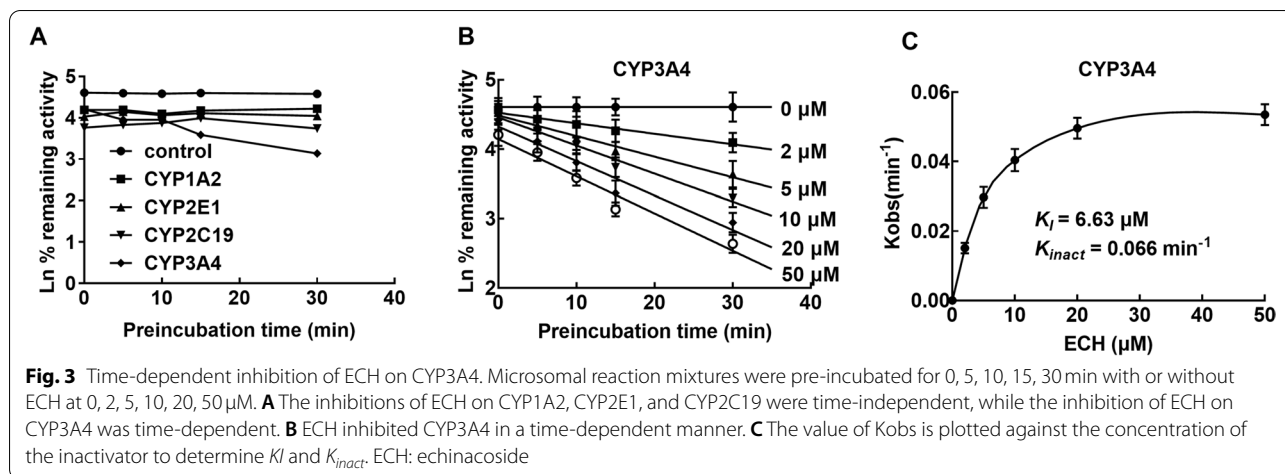 A
Ln % remaining activity
5
4
3
2
1
0
control
CYP1A2
CYP2E1
CYP2C19
CYP3A4
0 10 20 30 40
Preincubation time (min)
B
CYP3A4
Ln % remaining activity
5
4
3
2
0 μM
2 μM
5 μM
10 μM
20 μM
50 μM
0 10 20 30
Preincubation time (min)
C
CYP3A4
Kobs(min-1)
0.06
0.04
0.02
0.00
KI = 6.63 μM
Kinact = 0.066 min-1
0 10 20 30 40 50
ECH (μM)
Fig. 3 Time-dependent inhibition of ECH on CYP3A4. Microsomal reaction mixtures were pre-incubated for 0, 5, 10, 15, 30 min with or without
ECH at 0, 2, 5, 10, 20, 50 μM. A The inhibitions of ECH on CYP1A2, CYP2E1, and CYP2C19 were time-independent, while the inhibition of ECH on
CYP3A4 was time-dependent. B ECH inhibited CYP3A4 in a time-dependent manner. C The value of Kobs is plotted against the concentration of
the inactivator to determine KI and Kinact. ECH: echinacoside